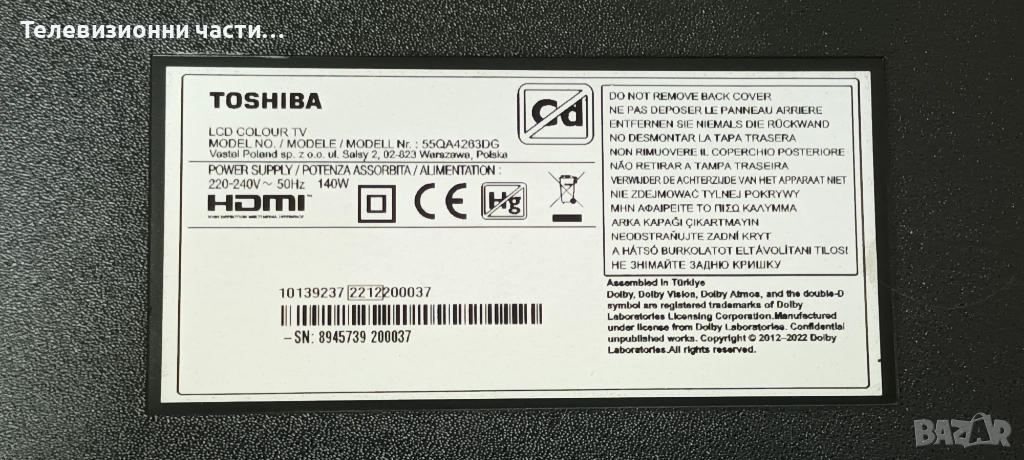 Телевизионни части...
TOSHIBA
LCD COLOUR TV
MODEL NO. / MODELE / MODELL Nr. : 55QA4263DG
Vestel Poland sp. z o.o. ul. Salsy 2, 02-823 Warszawa, Polska
POWER SUPPLY / POTENZA ASSORBITA / ALIMENTATION :
220-240V ~ 50Hz 140W
HDMI
HIGH DEFINITION MULTIMEDIA INTERFACE
CE
Hg
Cd
10139237 2212 200037
-SN: 8945739 200037
DO NOT REMOVE BACK COVER
NE PAS DEPOSER LE PANNEAU ARRIERE
ENTFERNEN SIE NIEMALS DIE RÜCKWAND
NO DESMONTAR LA TAPA TRASERA
NON RIMUOVERE IL COPERCHIO POSTERIORE
NÃO RETIRAR A TAMPA TRASEIRA
VERWIJDER DE ACHTERZIJDE VAN HET APPARAAT NIET
NIE ZDEJMOWAĆ TYLNEJ POKRYWY
ΜΗΝ ΑΦΑΙΡΕΙΤΕ ΤΟ ΠΙΣΩ ΚΑΛΥΜΜΑ
ARKA KAPAĞI ÇIKARTMAYIN
NEODSTRAŇUJTE ZADNÍ KRYT
A HÁTSÓ BURKOLATOT ELTÁVOLÍTANI TILOS!
НЕ ЗНІМАЙТЕ ЗАДНЮ КРИШКУ
Assembled in Türkiye
Dolby, Dolby Vision, Dolby Atmos, and the double-D
symbol are registered trademarks of Dolby
Laboratories Licensing Corporation.Manufactured
under license from Dolby Laboratories. Confidential
unpublished works. Copyright © 2012-2022 Dolby
Laboratories.All rights reserved.
BAZAR